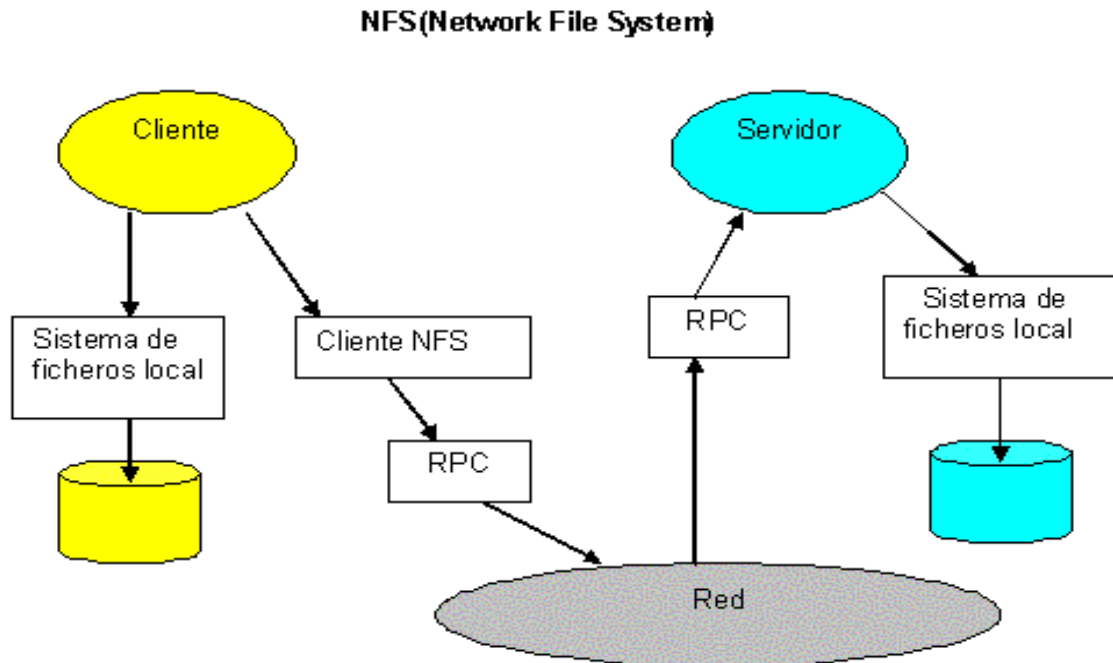 NFS(Network File System)
Cliente
Servidor
Sistema de
ficheros local
Cliente NFS
RPC
RPC
Sistema de
ficheros local
Red